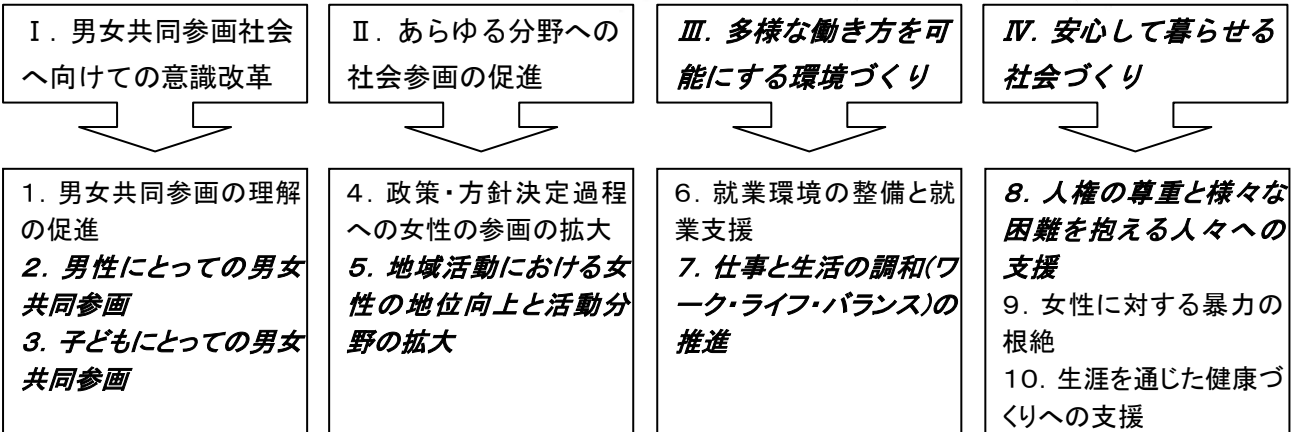 Ⅰ．男女共同参画社会
へ向けての意識改革
Ⅱ．あらゆる分野への
社会参画の促進
Ⅲ．多様な働き方を可
能にする環境づくり
Ⅳ．安心して暮らせる
社会づくり
１．男女共同参画の理解
の促進
２．男性にとっての男女
共同参画
３．子どもにとっての男女
共同参画
４．政策・方針決定過程
への女性の参画の拡大
５．地域活動における女
性の地位向上と活動分
野の拡大
６．就業環境の整備と就
業支援
７．仕事と生活の調和(ワ
ーク・ライフ・バランス)の
推進
８．人権の尊重と様々な
困難を抱える人々への
支援
９．女性に対する暴力の
根絶
１０．生涯を通じた健康づ
くりへの支援